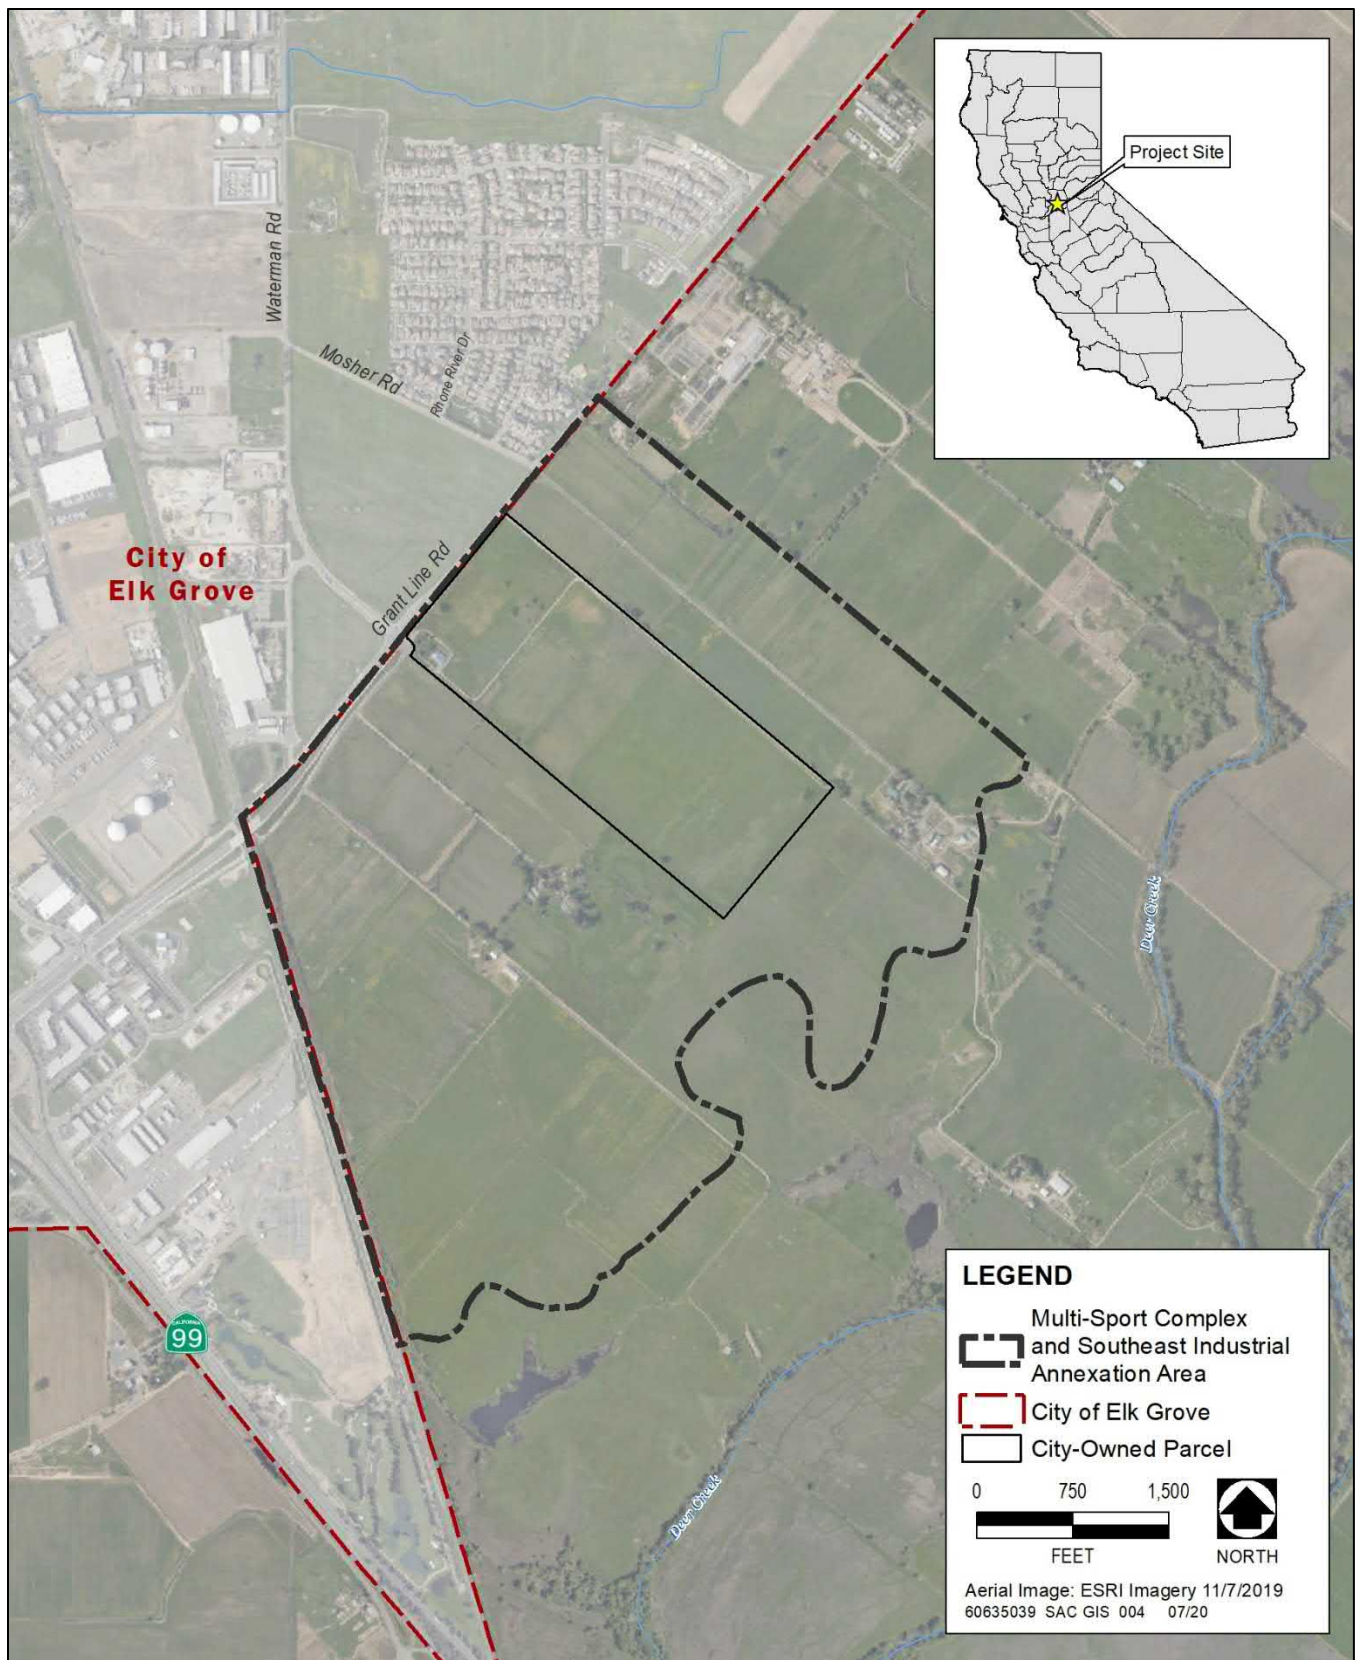 Project Site
Waterman Rd
Mosher Rd
Rhone River Dr
City of
Elk Grove
Grant Line Rd
Deer Creek
CALIFORNIA
99
Deer Creek
LEGEND
Multi-Sport Complex
and Southeast Industrial
Annexation Area
City of Elk Grove
City-Owned Parcel
0 750 1,500
FEET
NORTH
Aerial Image: ESRI Imagery 11/7/2019
60635039 SAC GIS 004 07/20